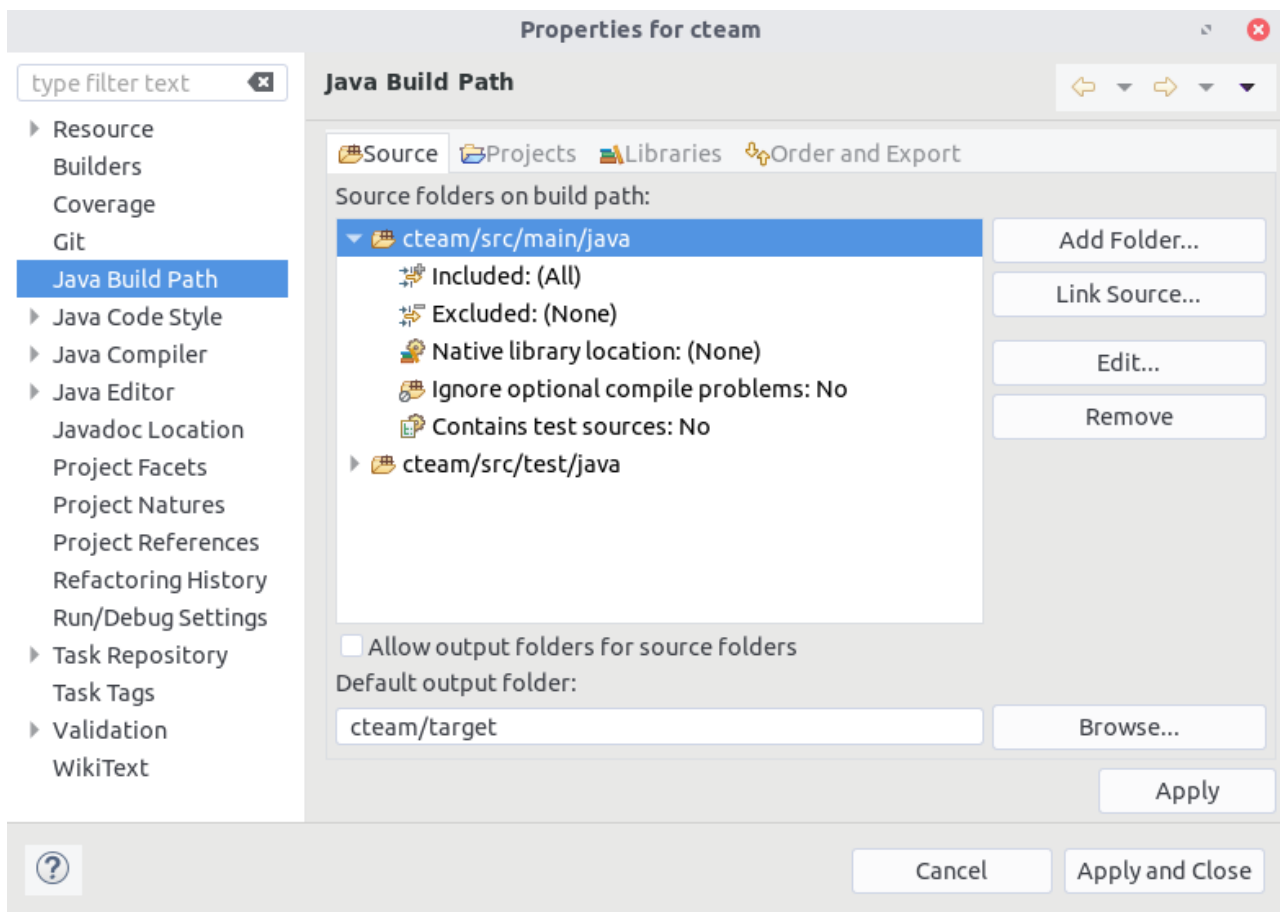 Properties for cteam
type filter text
Resource
Builders
Coverage
Git
Java Build Path
Java Code Style
Java Compiler
Java Editor
Javadoc Location
Project Facets
Project Natures
Project References
Refactoring History
Run/Debug Settings
Task Repository
Task Tags
Validation
WikiText
Java Build Path
Source Projects Libraries Order and Export
Source folders on build path:
cteam/src/main/java
Included: (All)
Excluded: (None)
Native library location: (None)
Ignore optional compile problems: No
Contains test sources: No
cteam/src/test/java
Add Folder...
Link Source...
Edit...
Remove
Allow output folders for source folders
Default output folder:
cteam/target
Browse...
Apply
Cancel
Apply and Close